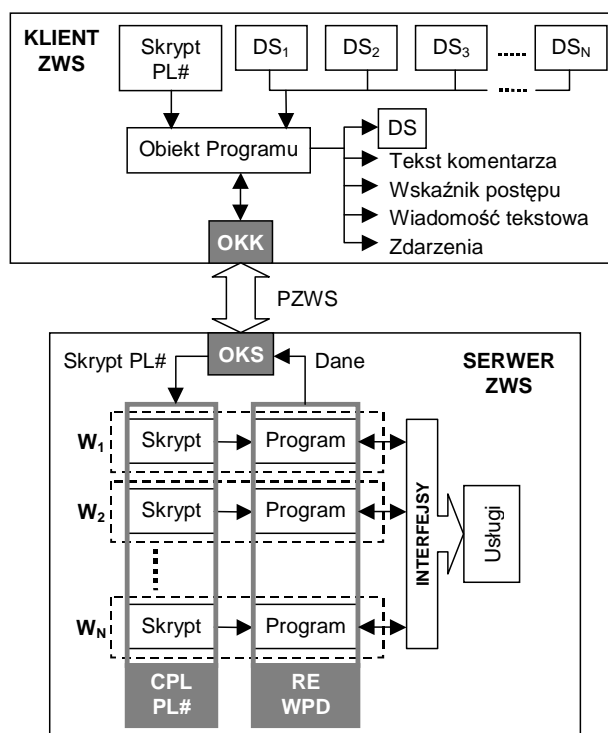 KLIENT
ZWS
Skrypt
PL#
DS1
DS2
DS3
DSN
Obiekt Programu
DS
Tekst komentarza
Wskaźnik postępu
Wiadomość tekstowa
Zdarzenia
OKK
PZWS
OKS
Skrypt PL#
Dane
SERWER
ZWS
W1
Skrypt
Program
W2
Skrypt
Program
WN
Skrypt
Program
INTERFEJSY
Usługi
CPL
PL#
RE
WPD